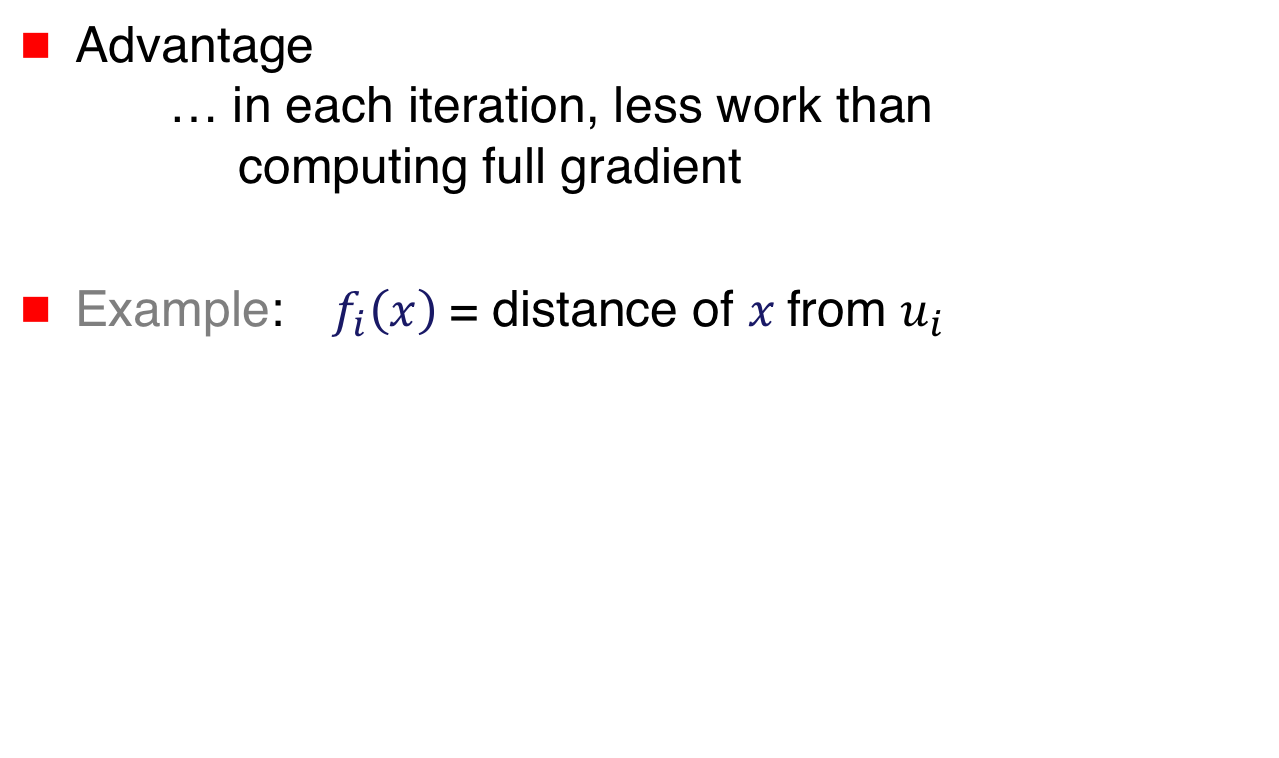 Advantage
… in each iteration, less work than
computing full gradient
Example: fᵢ(x) = distance of x from uᵢ